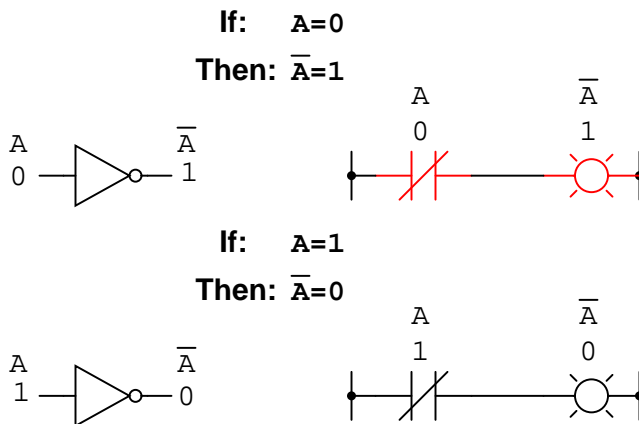 If: A=0
Then: A̅=1
A A̅
0 1
A A̅
0 1
If: A=1
Then: A̅=0
A A̅
1 0
A A̅
1 0